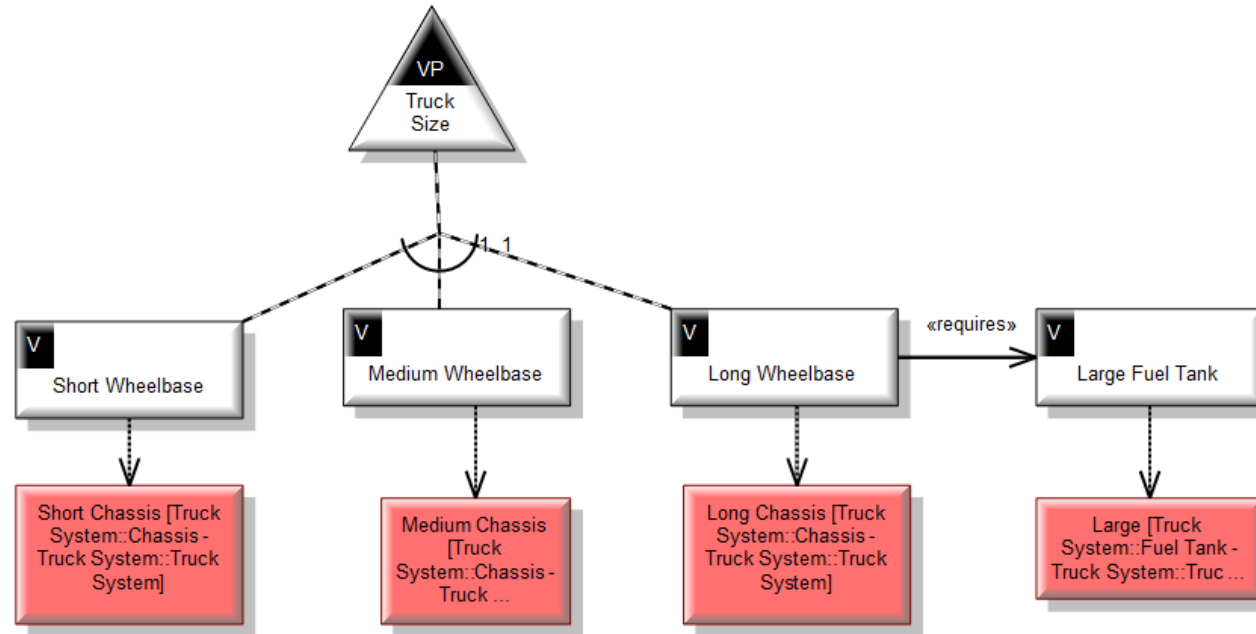 VP
Truck
Size
1..1
V
Short Wheelbase
V
Medium Wheelbase
V
Long Wheelbase
«requires»
V
Large Fuel Tank
Short Chassis [Truck
System::Chassis -
Truck System::Truck
System]
Medium Chassis
[Truck
System::Chassis -
Truck ...
Long Chassis [Truck
System::Chassis -
Truck System::Truck
System]
Large [Truck
System::Fuel Tank -
Truck System::Truc ...